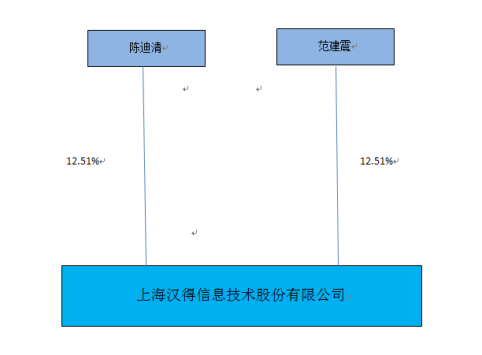 陈迪清
范建震
12.51%
12.51%
上海汉得信息技术股份有限公司